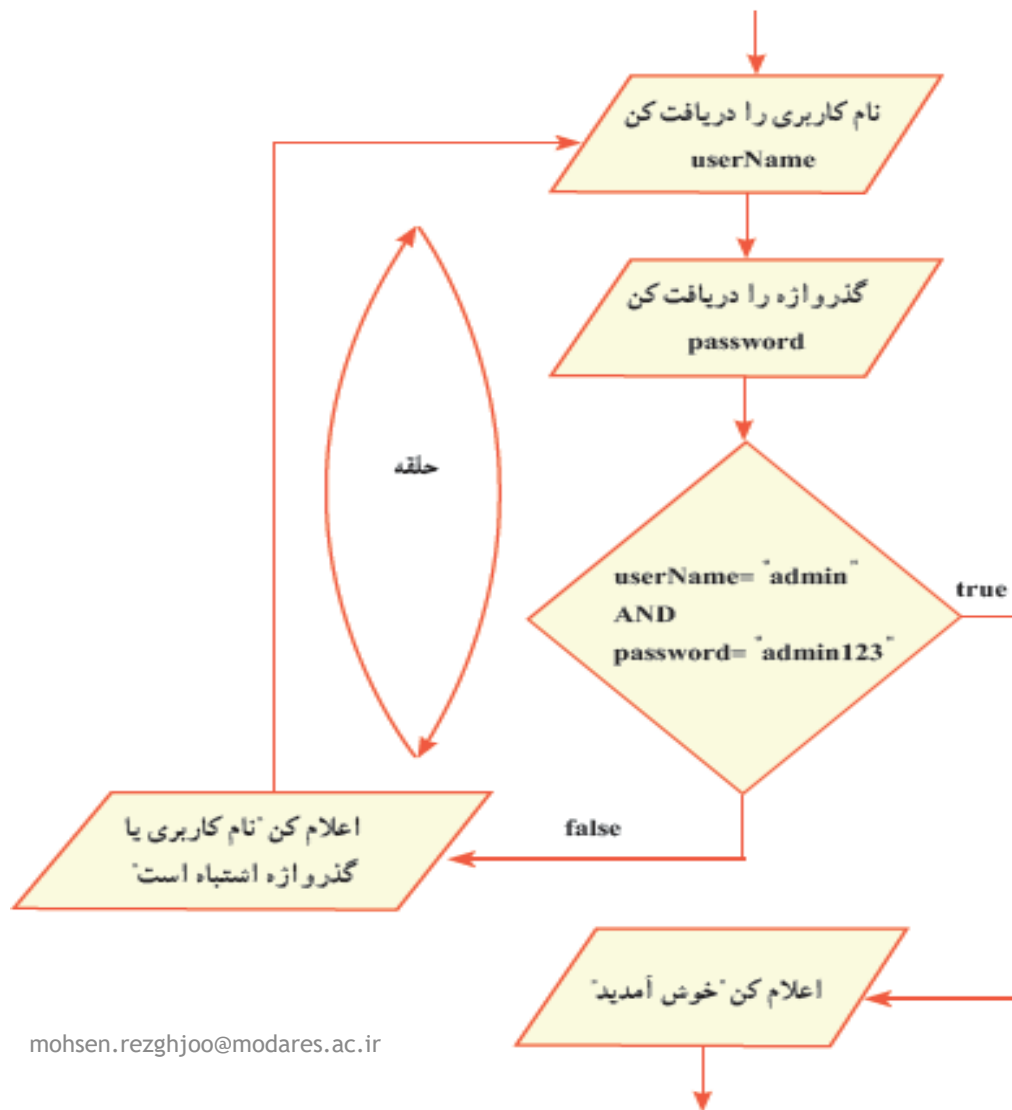 نام کاربری را دریافت کن
userName
گذرواژه را دریافت کن
password
حلقه
userName= "admin"
AND
password= "admin123"
true
false
اعلام کن "نام کاربری یا
گذرواژه اشتباه است"
اعلام کن "خوش آمدید"
mohsen.rezghjoo@modares.ac.ir